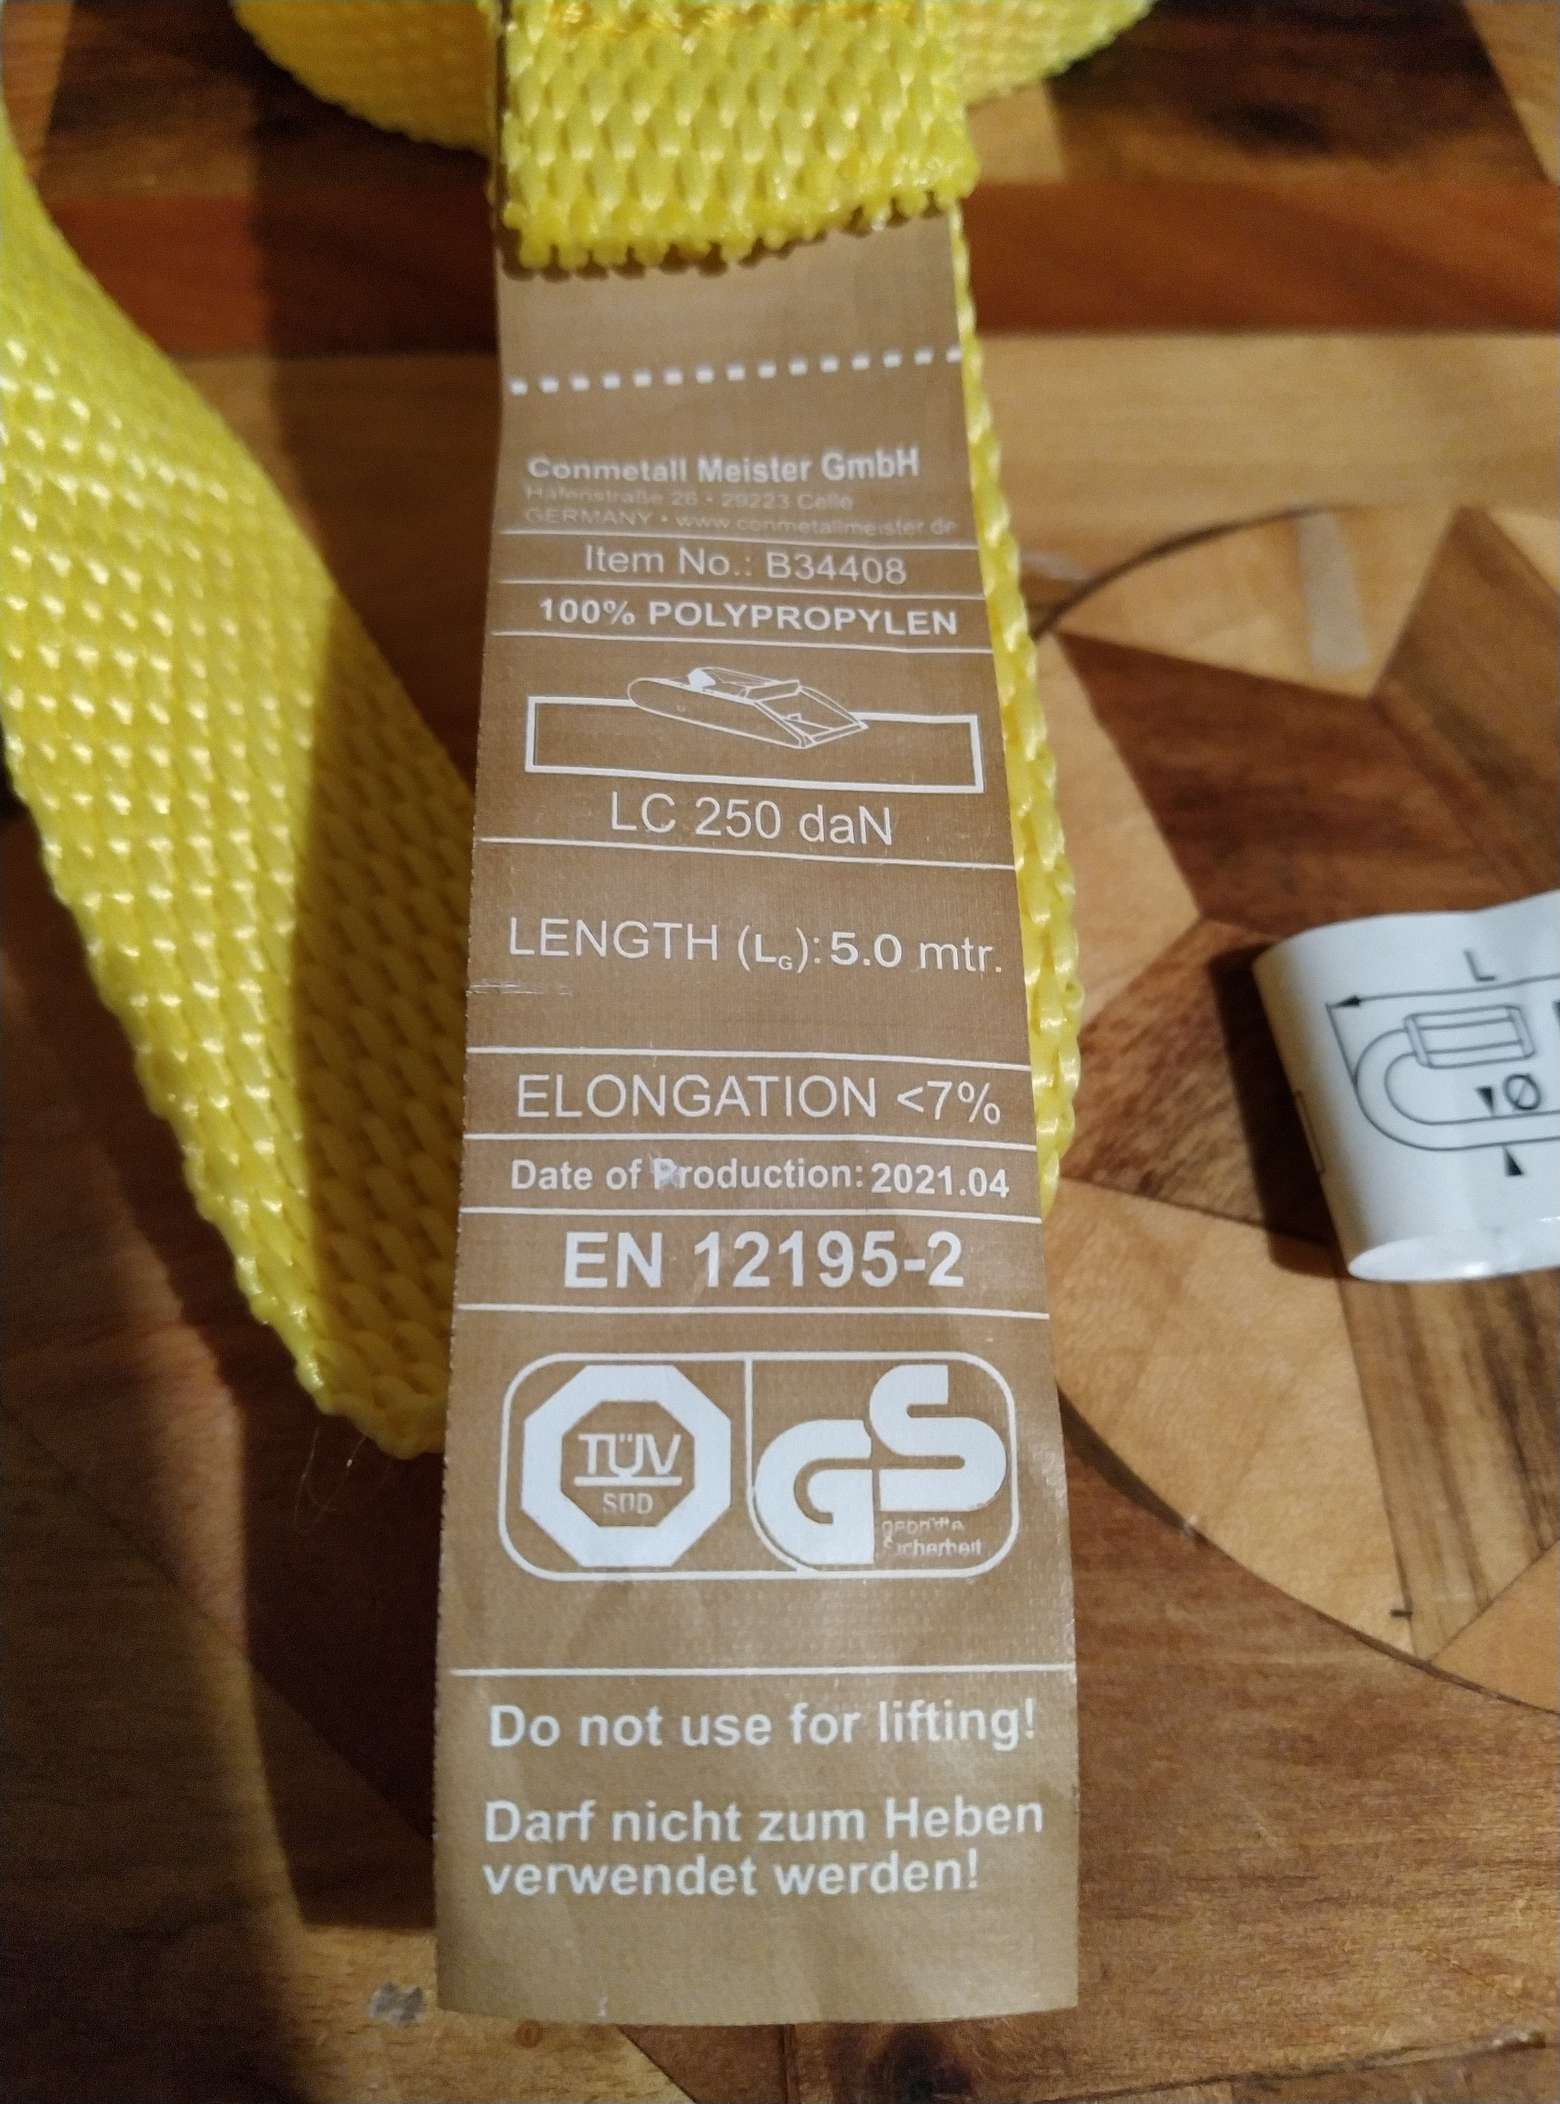 Conmetall Meister GmbH
Hafenstraße 26 • 29223 Celle
GERMANY • www.conmetallmeister.de
Item No.: B34408
100% POLYPROPYLEN
LC 250 daN
LENGTH (LG): 5.0 mtr.
ELONGATION <7%
Date of Production: 2021.04
EN 12195-2
TÜV
SÜD
GS
geprüfte
Sicherheit
Do not use for lifting!
Darf nicht zum Heben
verwendet werden!
L
Ø